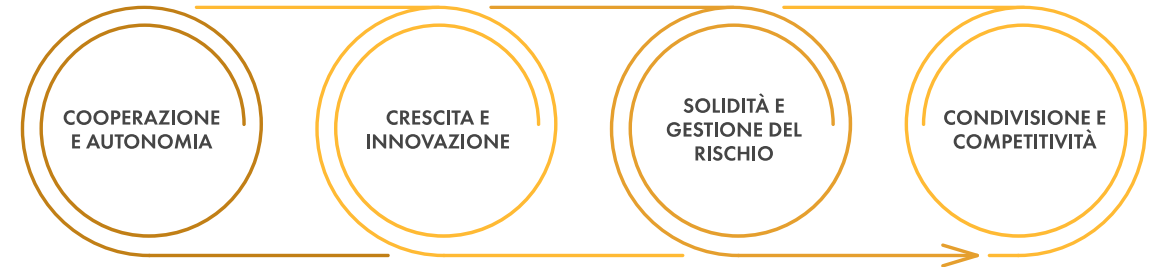 COOPERAZIONE
E AUTONOMIA
CRESCITA E
INNOVAZIONE
SOLIDITÀ E
GESTIONE DEL
RISCHIO
CONDIVISIONE E
COMPETITIVITÀ